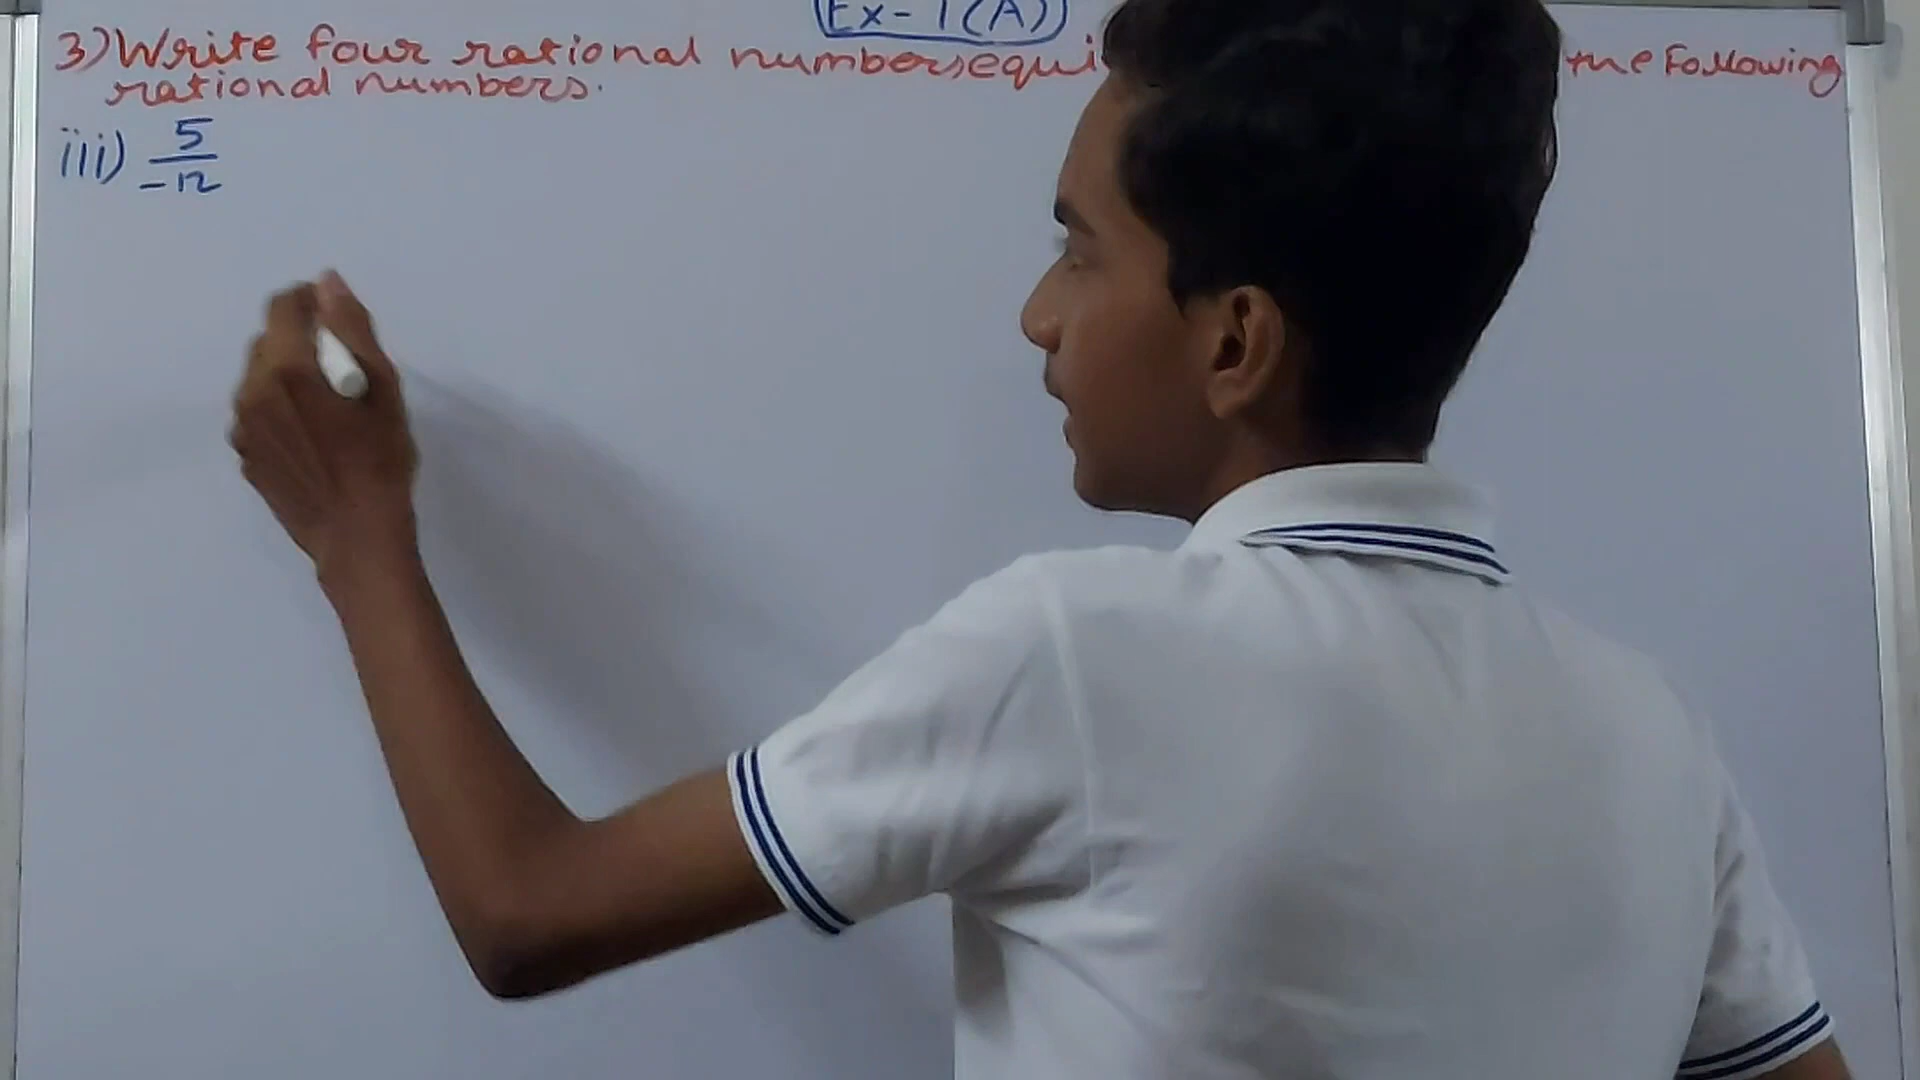 Ex-1(A)
3) Write four rational numbers equi the Following
rational numbers.
iii) 5/-12